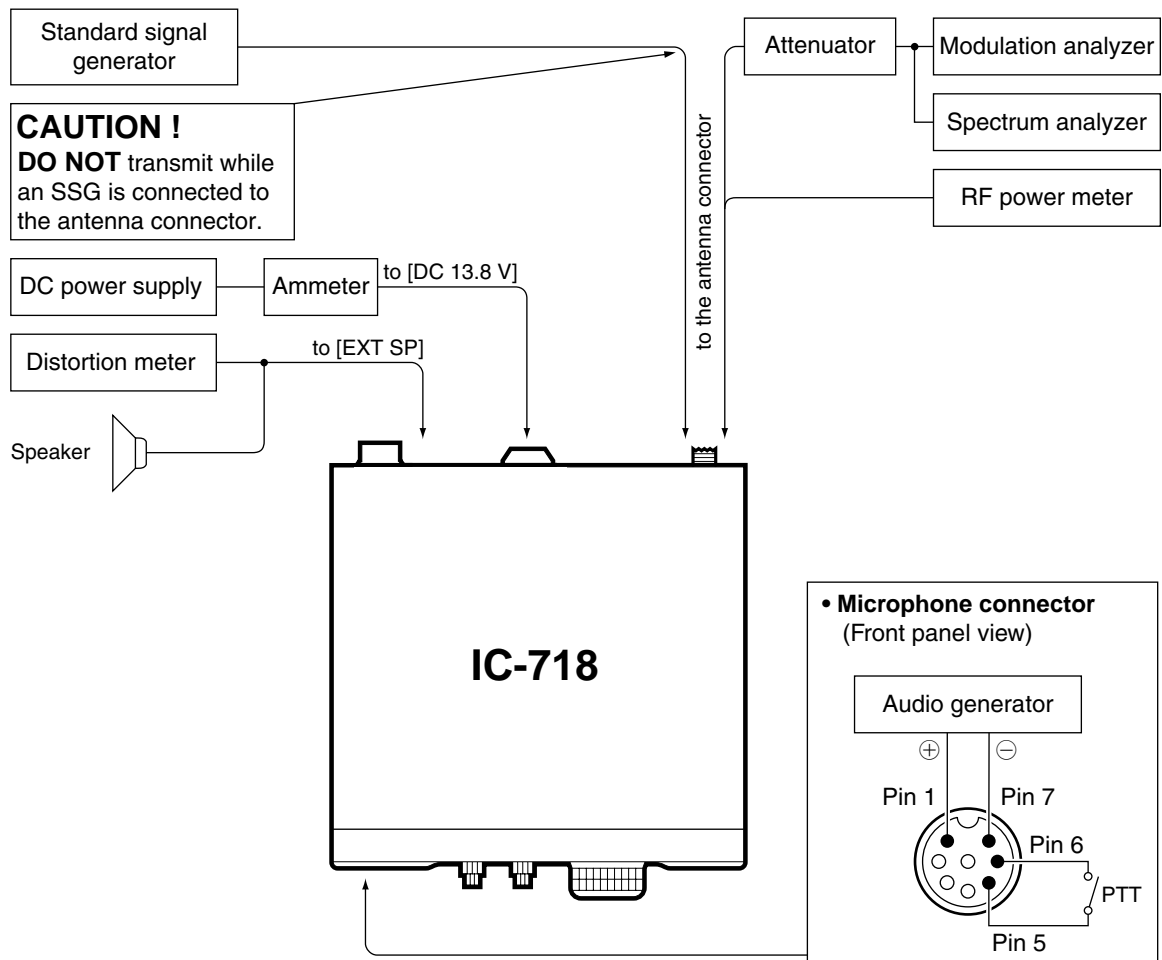 Standard signal
generator
CAUTION !
DO NOT transmit while
an SSG is connected to
the antenna connector.
Attenuator
Modulation analyzer
Spectrum analyzer
RF power meter
to the antenna connector
DC power supply
Ammeter
to [DC 13.8 V]
Distortion meter
to [EXT SP]
Speaker
IC-718
• Microphone connector
(Front panel view)
Audio generator
+
−
Pin 1
Pin 7
Pin 6
PTT
Pin 5